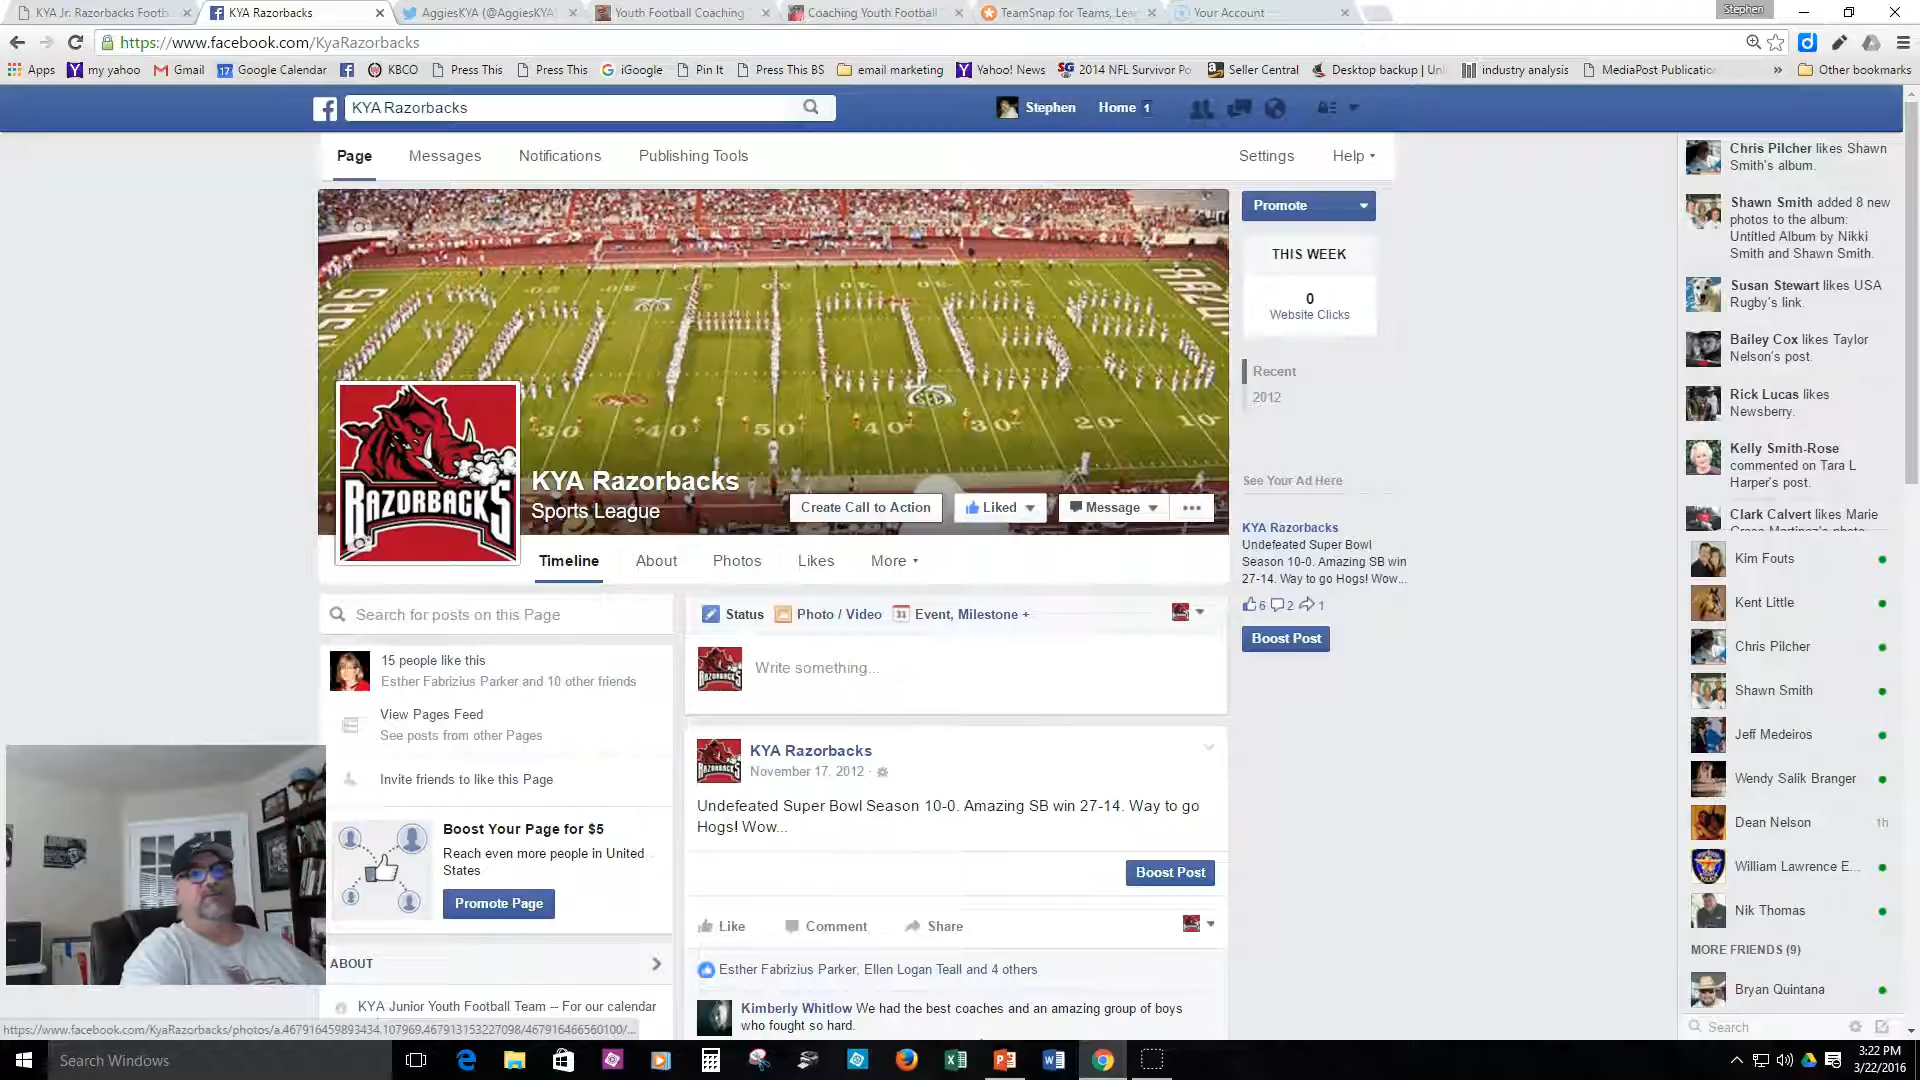 KYA Jr. Razorbacks Footb
KYA Razorbacks
AggiesKYA (@AggiesKYA)
Youth Football Coaching
Coaching Youth Football
TeamSnap for Teams, Lea
Your Account
Stephen
https://www.facebook.com/KyaRazorbacks
Apps
my yahoo
Gmail
17 Google Calendar
KBCO
Press This
Press This
iGoogle
Pin It
Press This BS
email marketing
Yahoo! News
2014 NFL Survivor Po
Seller Central
Desktop backup | Unl
industry analysis
MediaPost Publication
Other bookmarks
KYA Razorbacks
Stephen
Home 1
Page
Messages
Notifications
Publishing Tools
Settings
Help
GO HOGS
RAZORBACKS
KYA Razorbacks
Sports League
Create Call to Action
Liked
Message
Timeline
About
Photos
Likes
More
Promote
THIS WEEK
0
Website Clicks
Recent
2012
See Your Ad Here
KYA Razorbacks
Undefeated Super Bowl
Season 10-0. Amazing SB win
27-14. Way to go Hogs! Wow...
6 2 1
Boost Post
Search for posts on this Page
15 people like this
Esther Fabrizius Parker and 10 other friends
View Pages Feed
See posts from other Pages
Invite friends to like this Page
Boost Your Page for $5
Reach even more people in United
States
Promote Page
ABOUT
KYA Junior Youth Football Team -- For our calendar
Status
Photo / Video
31 Event, Milestone +
Write something...
KYA Razorbacks
November 17, 2012 ·
Undefeated Super Bowl Season 10-0. Amazing SB win 27-14. Way to go
Hogs! Wow...
Boost Post
Like
Comment
Share
Esther Fabrizius Parker, Ellen Logan Teall and 4 others
Kimberly Whitlow We had the best coaches and an amazing group of boys
who fought so hard.
Chris Pilcher likes Shawn
Smith's album.
Shawn Smith added 8 new
photos to the album:
Untitled Album by Nikki
Smith and Shawn Smith.
Susan Stewart likes USA
Rugby's link.
Bailey Cox likes Taylor
Nelson's post.
Rick Lucas likes
Newsberry.
Kelly Smith-Rose
commented on Tara L
Harper's post.
Clark Calvert likes Marie
Kim Fouts
Kent Little
Chris Pilcher
Shawn Smith
Jeff Medeiros
Wendy Salik Branger
Dean Nelson 1h
William Lawrence E...
Nik Thomas
MORE FRIENDS (9)
Bryan Quintana
Search
https://www.facebook.com/KyaRazorbacks/photos/a.467916459893434.107969.467913153227098/467916466560100/...
Search Windows
3:22 PM
3/22/2016